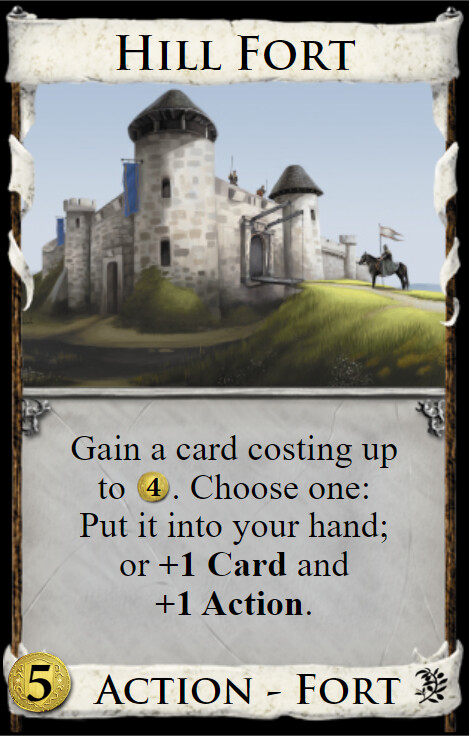 Hill Fort
Gain a card costing up
to 4. Choose one:
Put it into your hand;
or +1 Card and
+1 Action.
5 Action - Fort